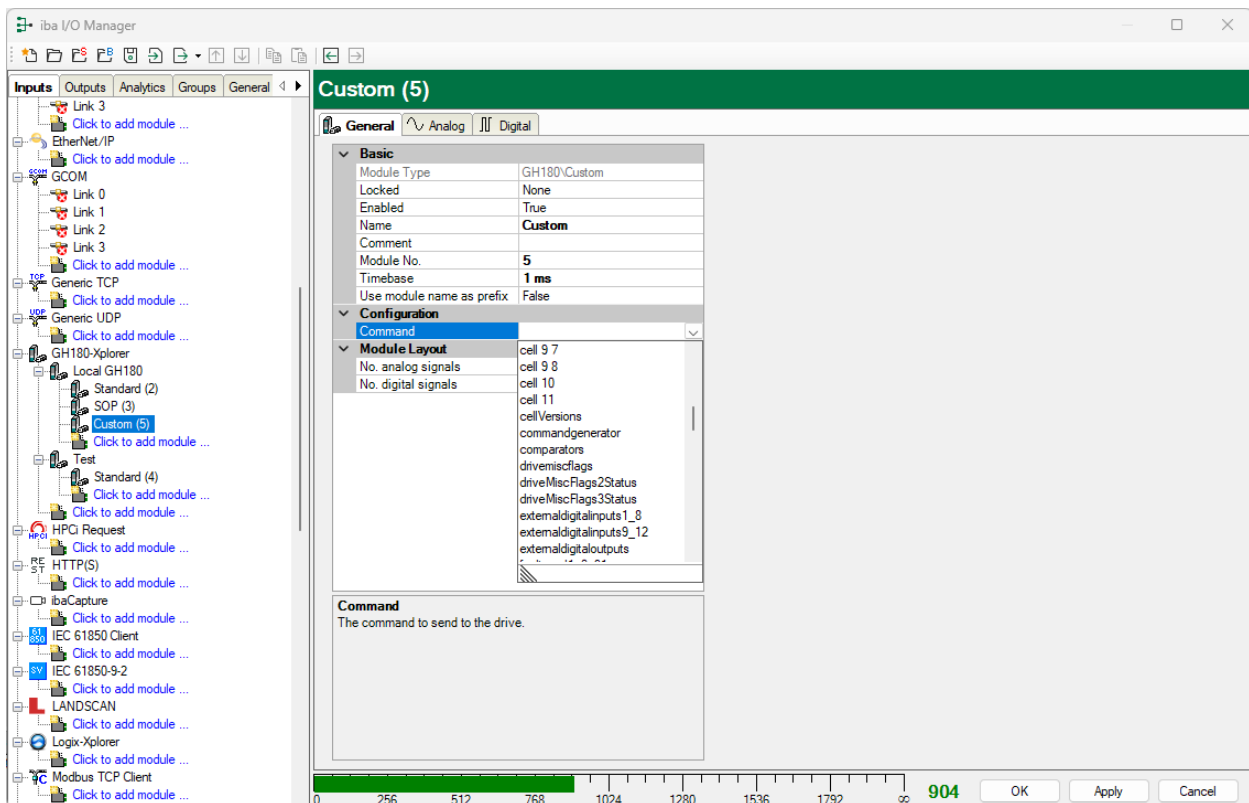 iba I/O Manager
Inputs Outputs Analytics Groups General
Link 3
Click to add module ...
EtherNet/IP
Click to add module ...
GCOM
Link 0
Link 1
Link 2
Link 3
Click to add module ...
TCP Generic TCP
Click to add module ...
UDP Generic UDP
Click to add module ...
GH180-Xplorer
Local GH180
Standard (2)
SOP (3)
Custom (5)
Click to add module ...
Test
Standard (4)
Click to add module ...
Click to add module ...
HPCI HPCi Request
Click to add module ...
REST HTTP(S)
Click to add module ...
ibaCapture
Click to add module ...
61850 IEC 61850 Client
Click to add module ...
SV IEC 61850-9-2
Click to add module ...
LANDSCAN
Click to add module ...
Logix-Xplorer
Click to add module ...
Modbus TCP Client
Click to add module ...
Custom (5)
General Analog Digital
Basic
Module Type GH180\Custom
Locked None
Enabled True
Name Custom
Comment
Module No. 5
Timebase 1 ms
Use module name as prefix False
Configuration
Command
Module Layout
No. analog signals
No. digital signals
cell 9 7
cell 9 8
cell 10
cell 11
cellVersions
commandgenerator
comparators
drivemiscflags
driveMiscFlags2Status
driveMiscFlags3Status
externaldigitalinputs1_8
externaldigitalinputs9_12
externaldigitaloutputs
Command
The command to send to the drive.
0 256 512 768 1024 1280 1536 1792 ∞
904 OK Apply Cancel